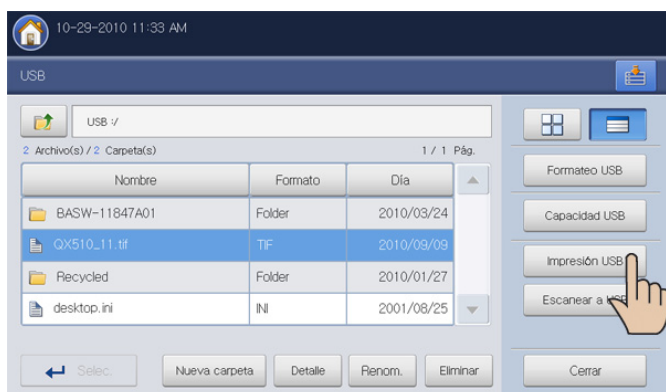 10-29-2010 11:33 AM
USB
USB :/
2 Archivo(s) / 2 Carpeta(s) 1 / 1 Pág.
Nombre Formato Día
BASW-11847A01 Folder 2010/03/24
QX510_11.tif TIF 2010/09/09
Recycled Folder 2010/01/27
desktop.ini INI 2001/08/25
Selec. Nueva carpeta Detalle Renom. Eliminar
Formateo USB
Capacidad USB
Impresión USB
Escanear a USB
Cerrar